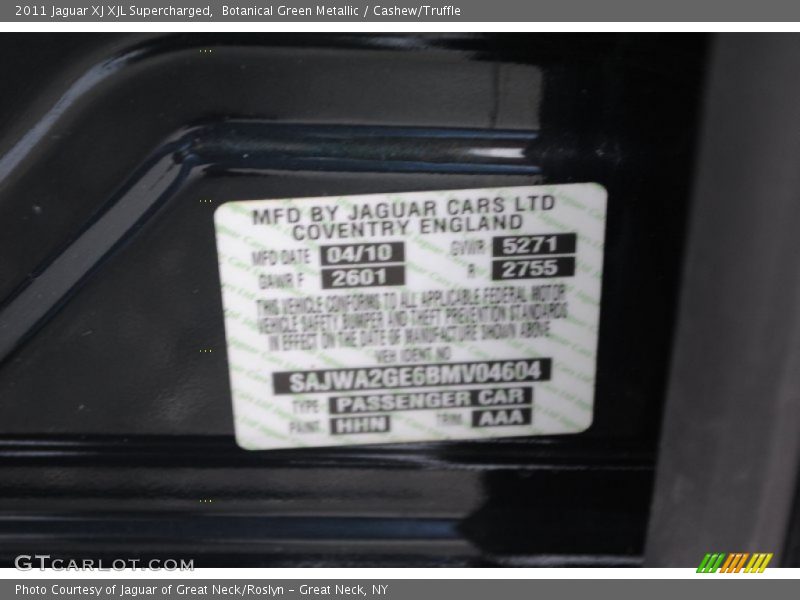 2011 Jaguar XJ XJL Supercharged,  Botanical Green Metallic / Cashew/Truffle
MFD BY JAGUAR CARS LTD
COVENTRY ENGLAND
MFD DATE 04/10 GVWR 5271
GAWR F 2601 R 2755
THIS VEHICLE CONFORMS TO ALL APPLICABLE FEDERAL MOTOR
VEHICLE SAFETY, BUMPER AND THEFT PREVENTION STANDARDS
IN EFFECT ON THE DATE OF MANUFACTURE SHOWN ABOVE
VEH IDENT NO
SAJWA2GE6BMV04604
TYPE PASSENGER CAR
PAINT HHN TRIM AAA
GTCARLOT.COM
Photo Courtesy of Jaguar of Great Neck/Roslyn – Great Neck, NY